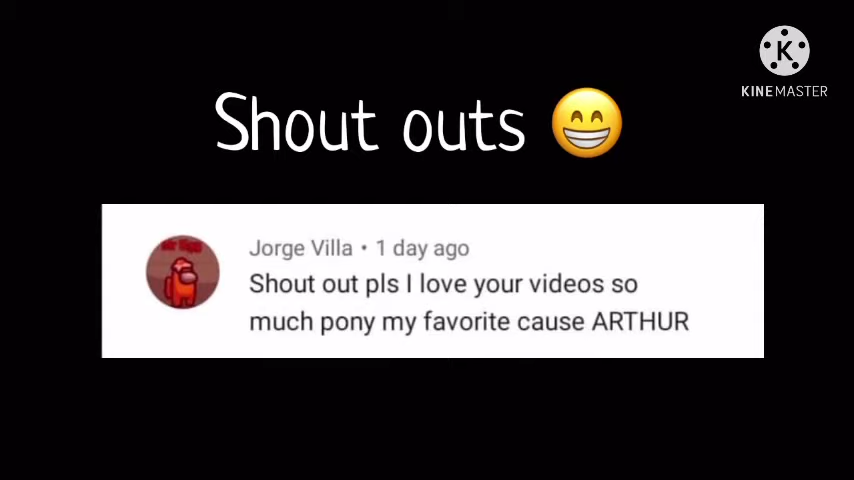 KINEMASTER
Shout outs 😁
Jorge Villa • 1 day ago
Shout out pls I love your videos so
much pony my favorite cause ARTHUR